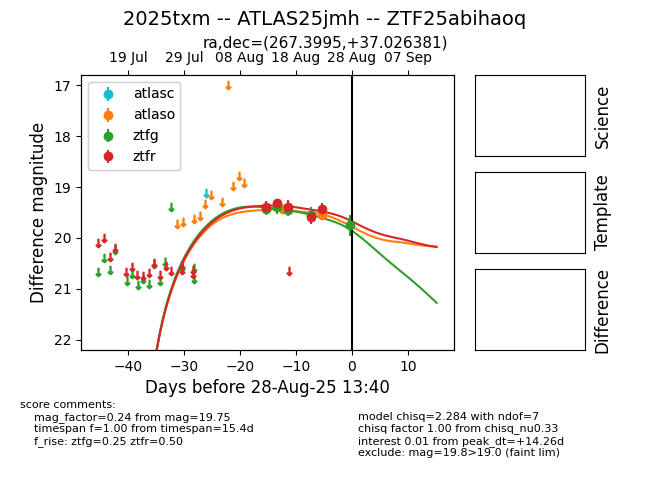 2025txm -- ATLAS25jmh -- ZTF25abihaoq
ra,dec=(267.3995,+37.026381)
19 Jul 29 Jul 08 Aug 18 Aug 28 Aug 07 Sep
17
18
19
20
21
22
Difference magnitude
atlasc
atlaso
ztfg
ztfr
−40 −30 −20 −10 0 10
Days before 28-Aug-25 13:40
Science
Template
Difference
score comments:
mag_factor=0.24 from mag=19.75
timespan f=1.00 from timespan=15.4d
f_rise: ztfg=0.25 ztfr=0.50
model chisq=2.284 with ndof=7
chisq factor 1.00 from chisq_nu0.33
interest 0.01 from peak_dt=+14.26d
exclude: mag=19.8>19.0 (faint lim)